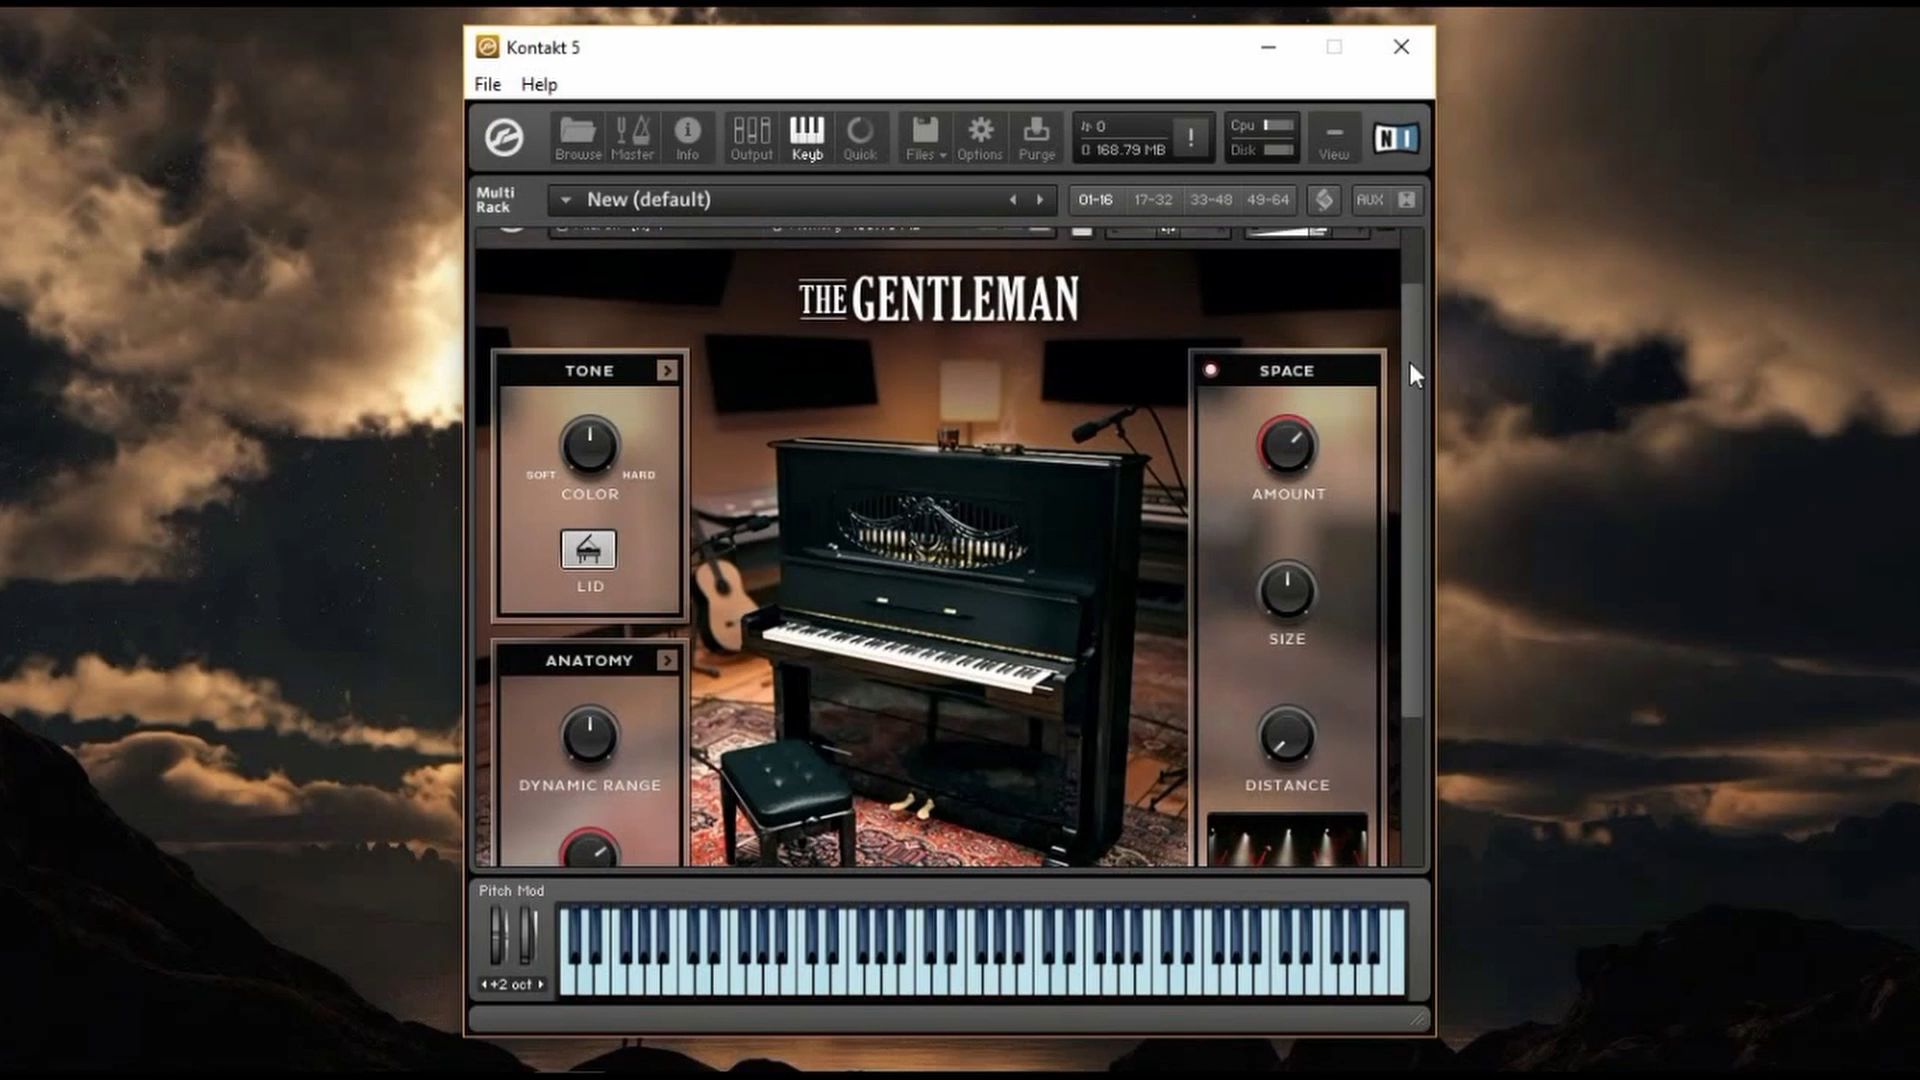 Kontakt 5
File Help
Browse Master Info Output Keyb Quick Files Options Purge
0
0 168.79 MB
!
Cpu
Disk
View
NI
Multi
Rack
New (default)
01-16 17-32 33-48 49-64
AUX
THE GENTLEMAN
TONE
SOFT HARD
COLOR
LID
ANATOMY
DYNAMIC RANGE
SPACE
AMOUNT
SIZE
DISTANCE
Pitch Mod
+2 oct